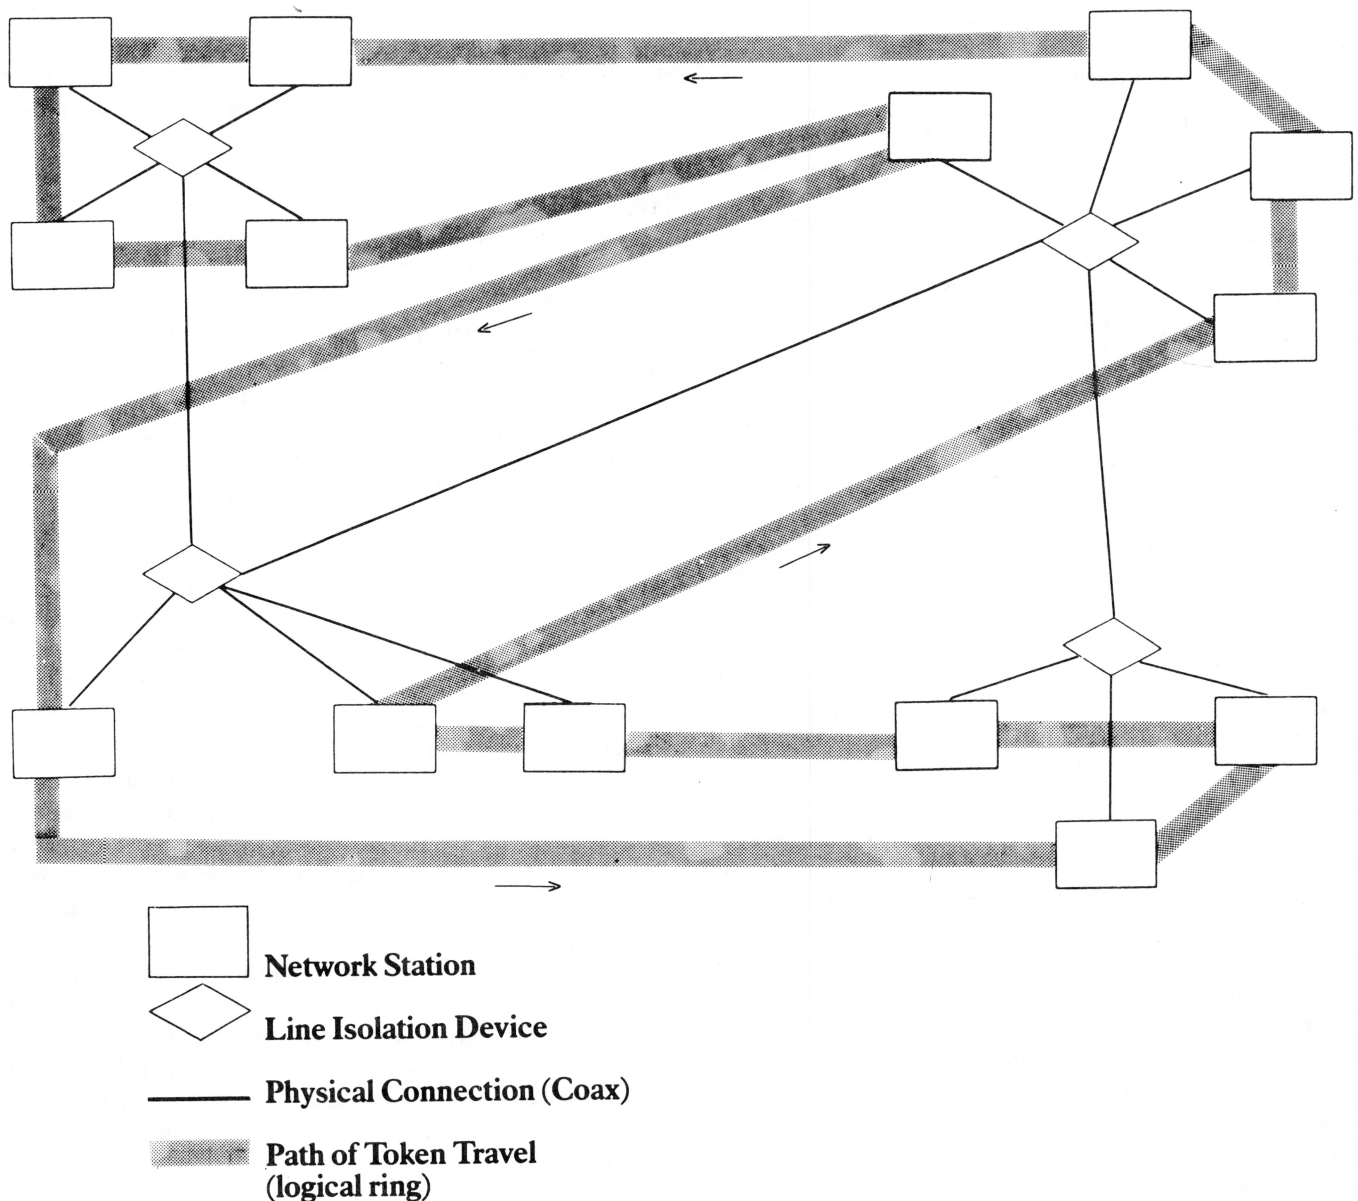 Network Station
Line Isolation Device
Physical Connection (Coax)
Path of Token Travel
(logical ring)